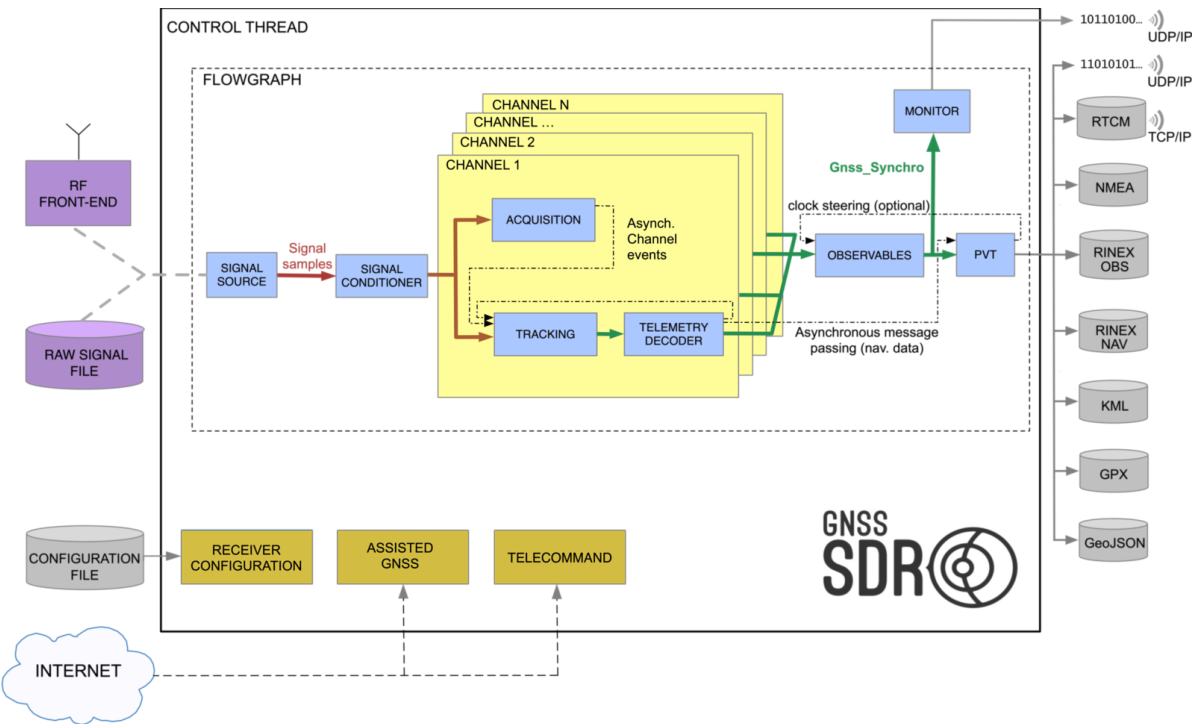 CONTROL THREAD
10110100...
UDP/IP
11010101...
UDP/IP
FLOWGRAPH
CHANNEL N
CHANNEL ...
CHANNEL 2
CHANNEL 1
MONITOR
RTCM
TCP/IP
RF
FRONT-END
Gnss_Synchro
NMEA
ACQUISITION
Asynch.
Channel
events
clock steering (optional)
Signal
samples
SIGNAL
SOURCE
SIGNAL
CONDITIONER
OBSERVABLES
PVT
RINEX
OBS
TRACKING
TELEMETRY
DECODER
Asynchronous message
passing (nav. data)
RINEX
NAV
RAW SIGNAL
FILE
KML
GPX
CONFIGURATION
FILE
RECEIVER
CONFIGURATION
ASSISTED
GNSS
TELECOMMAND
GNSS
SDR
GeoJSON
INTERNET